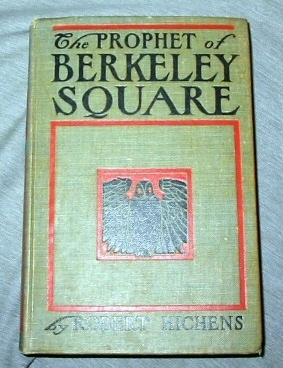 The PROPHET of
BERKELEY
SQUARE
by ROBERT HICHENS